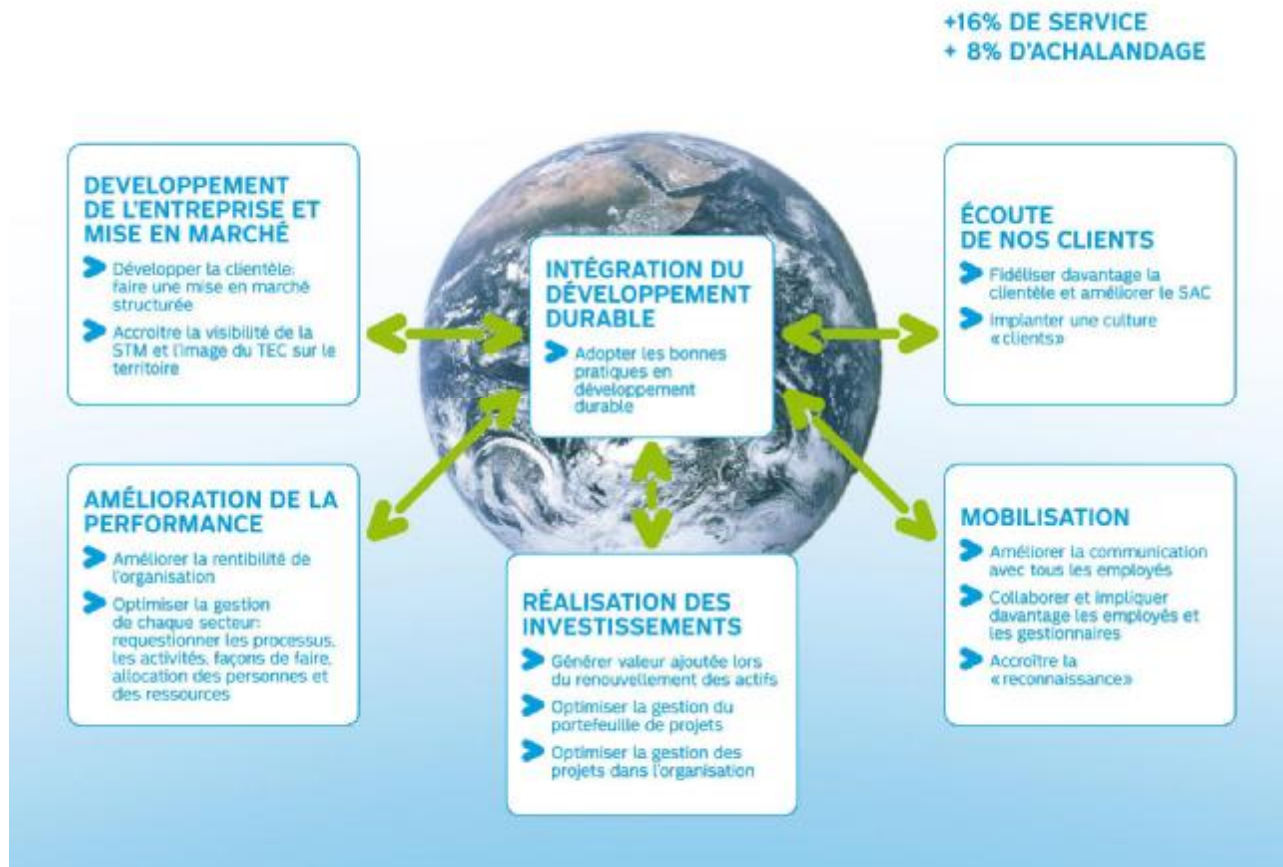 +16% DE SERVICE
+ 8% D'ACHALANDAGE
DEVELOPPEMENT
DE L'ENTREPRISE ET
MISE EN MARCHÉ
Développer la clientèle:
faire une mise en marché
structurée
Accroitre la visibilité de la
STM et l'image du TEC sur le
territoire
INTÉGRATION DU
DÉVELOPPEMENT
DURABLE
Adopter les bonnes
pratiques en
développement
durable
ÉCOUTE
DE NOS CLIENTS
Fidéliser davantage la
clientèle et améliorer le SAC
Implanter une culture
«clients»
AMÉLIORATION DE LA
PERFORMANCE
Améliorer la rentibilité de
l'organisation
Optimiser la gestion
de chaque secteur:
requestionner les processus,
les activités, façons de faire,
allocation des personnes et
des ressources
RÉALISATION DES
INVESTISSEMENTS
Générer valeur ajoutée lors
du renouvellement des actifs
Optimiser la gestion du
portefeuille de projets
Optimiser la gestion des
projets dans l'organisation
MOBILISATION
Améliorer la communication
avec tous les employés
Collaborer et impliquer
davantage les employés et
les gestionnaires
Accroître la
«reconnaissance»